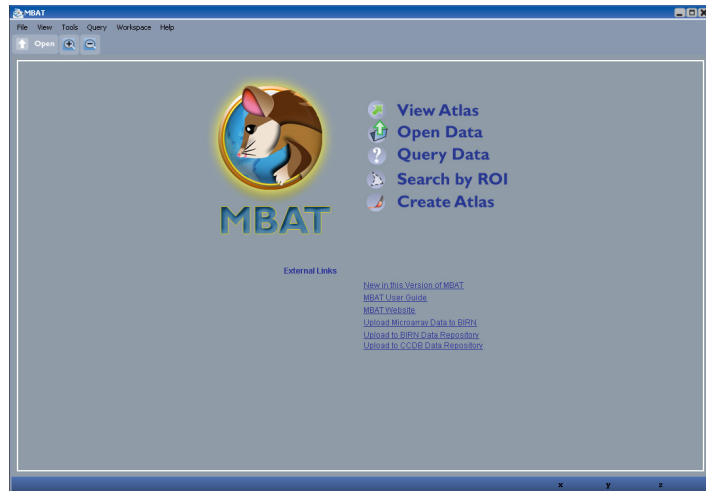 MBAT
File View Tools Query Workspace Help
Open
View Atlas
Open Data
? Query Data
Search by ROI
Create Atlas
MBAT
External Links
New in this Version of MBAT
MBAT User Guide
MBAT Website
Upload Microarray Data to BIRN
Upload to BIRN Data Repository
Upload to CCDB Data Repository
x y z